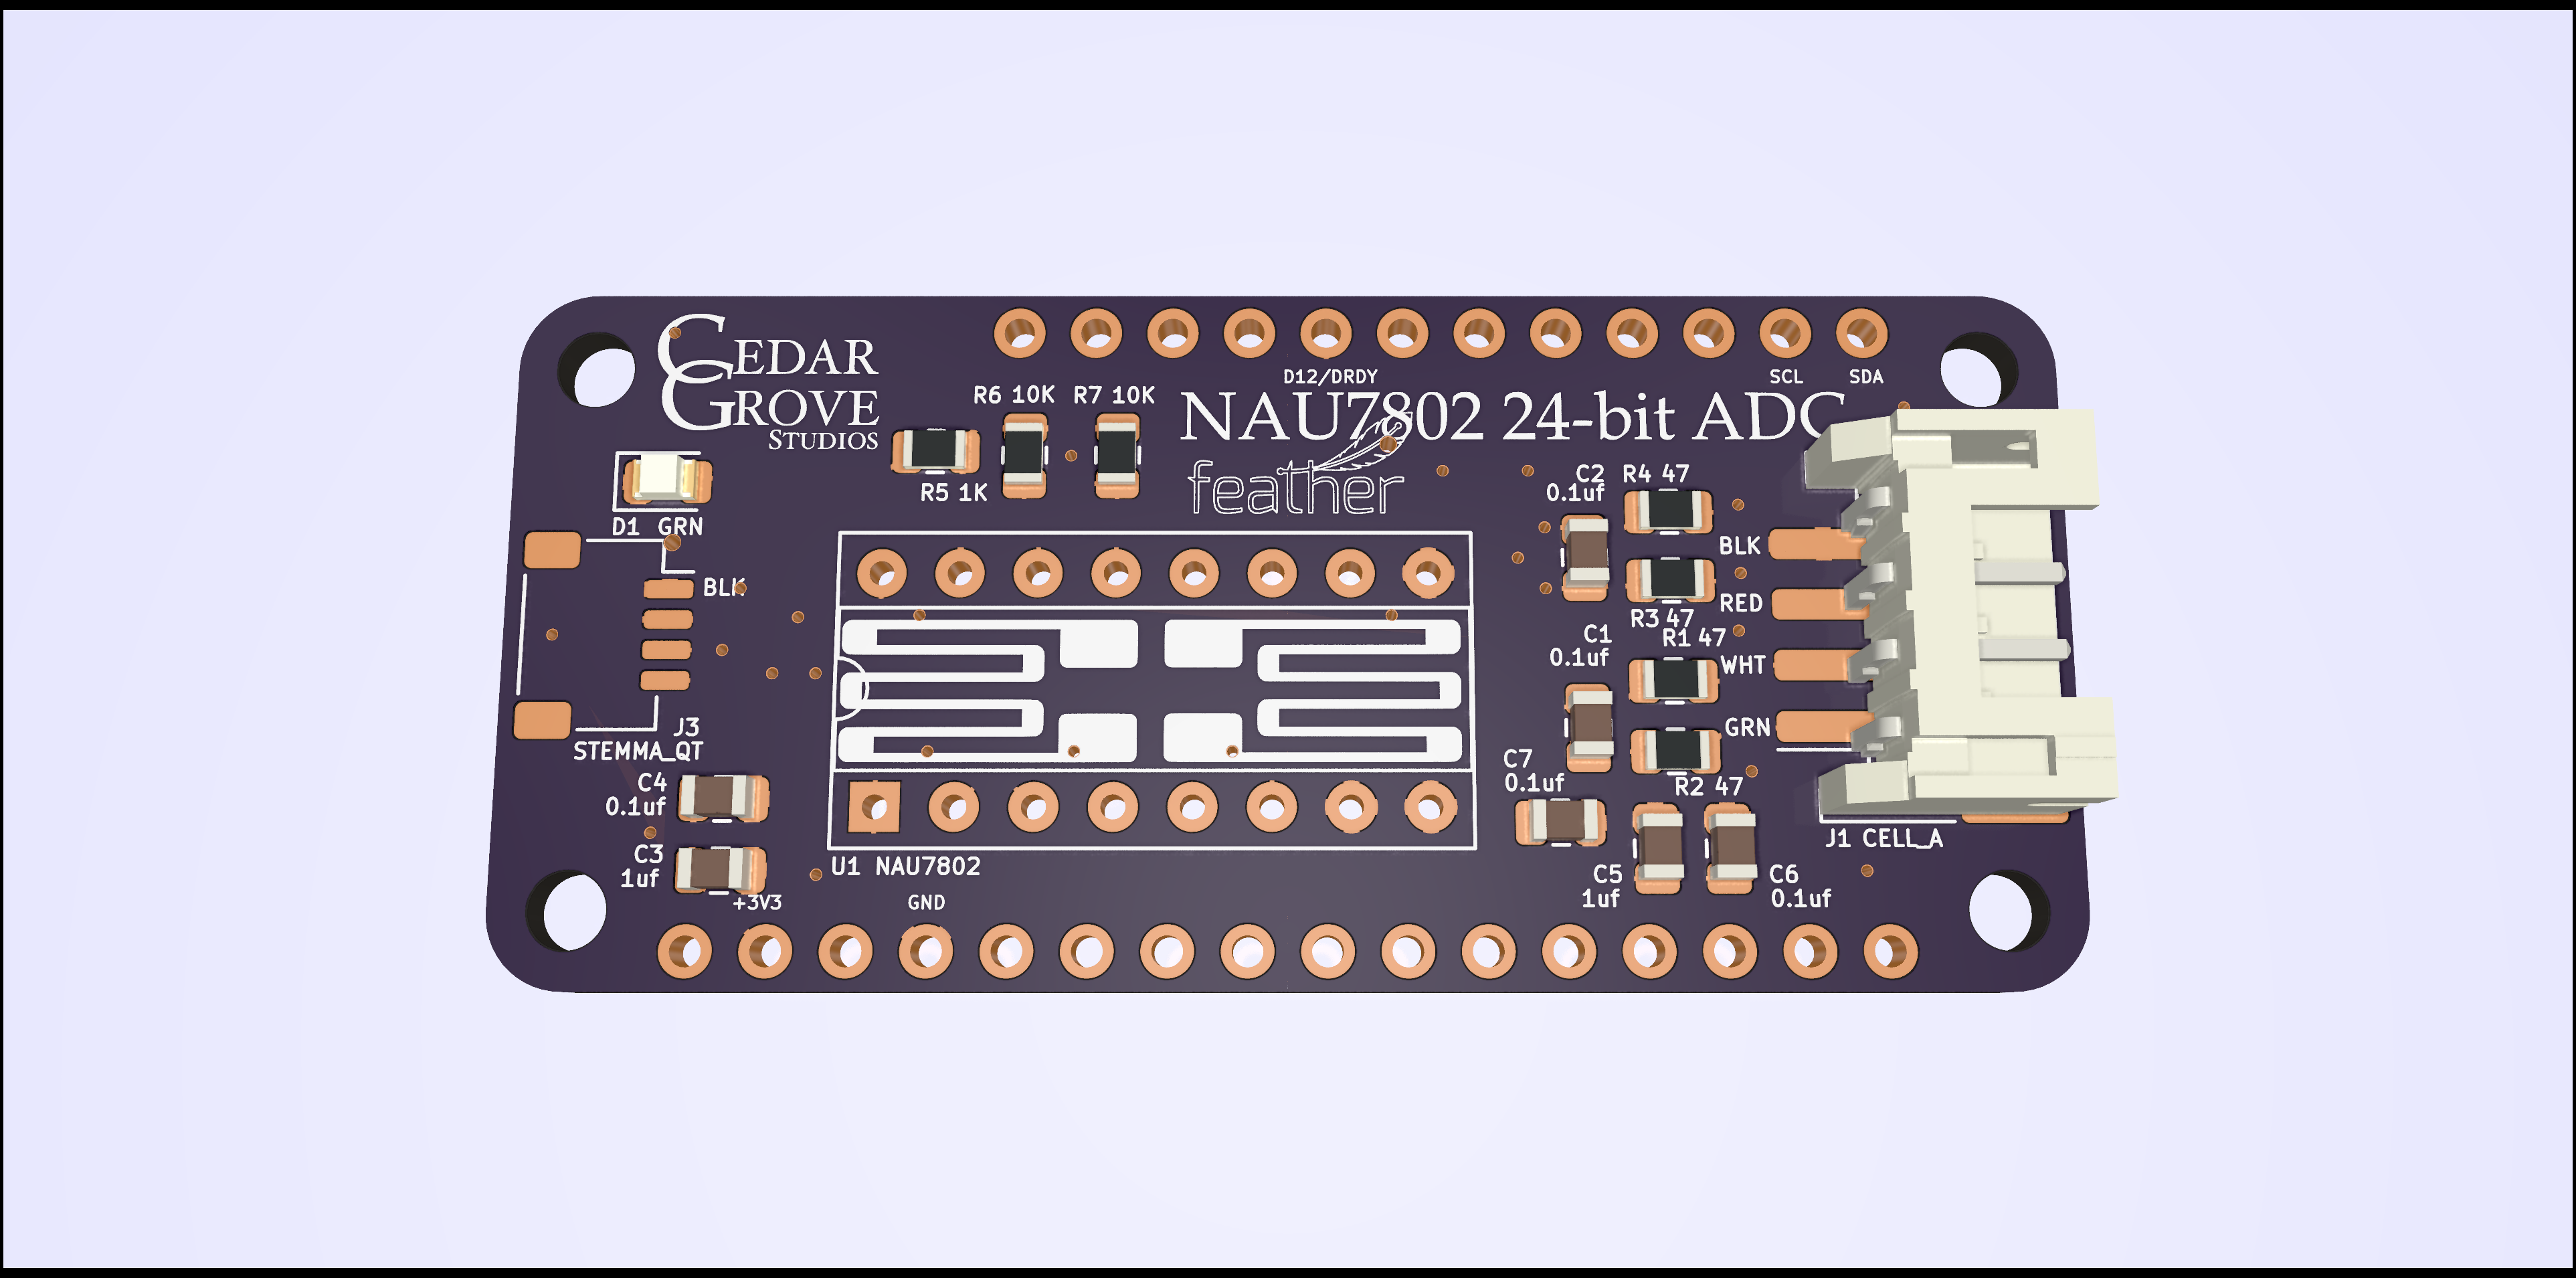 CEDAR
GROVE
STUDIOS
D12/DRDY
SCL SDA
R6 10K R7 10K
NAU7802 24-bit ADC
R5 1K
feather
C2
0.1uf
R4 47
D1 GRN
BLK
BLK
RED
R3 47
C1
0.1uf
R1 47
WHT
GRN
J3
STEMMA_QT
C7
0.1uf
R2 47
C4
0.1uf
J1 CELL_A
C3
1uf
U1 NAU7802
C5
1uf
C6
0.1uf
+3V3
GND